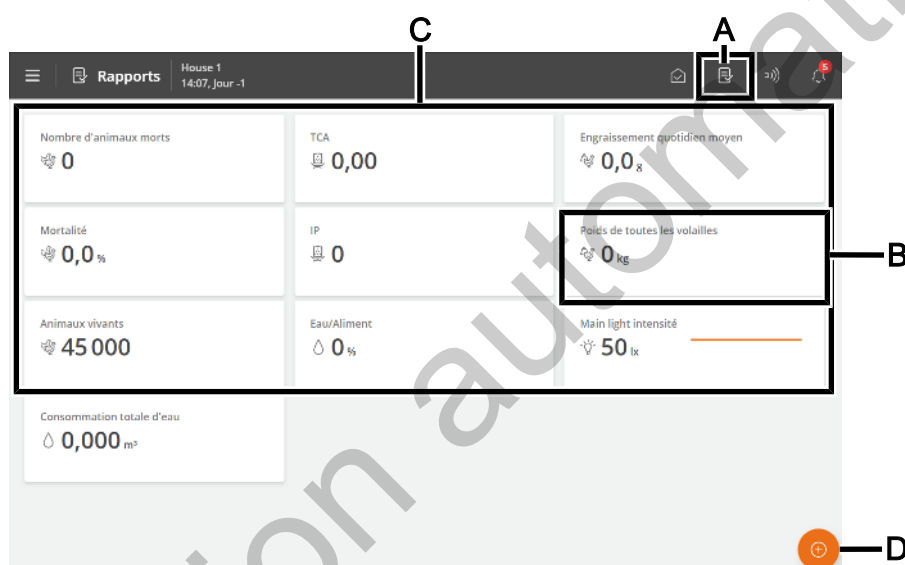 C
A
Rapports
House 1
14:07, Jour -1
5
Nombre d'animaux morts
0
TCA
0,00
Engraissement quotidien moyen
0,0 g
Mortalité
0,0 %
IP
0
Poids de toutes les volailles
0 kg
B
Animaux vivants
45 000
Eau/Aliment
0 %
Main light intensité
50 lx
Consommation totale d'eau
0,000 m³
D
tion automati